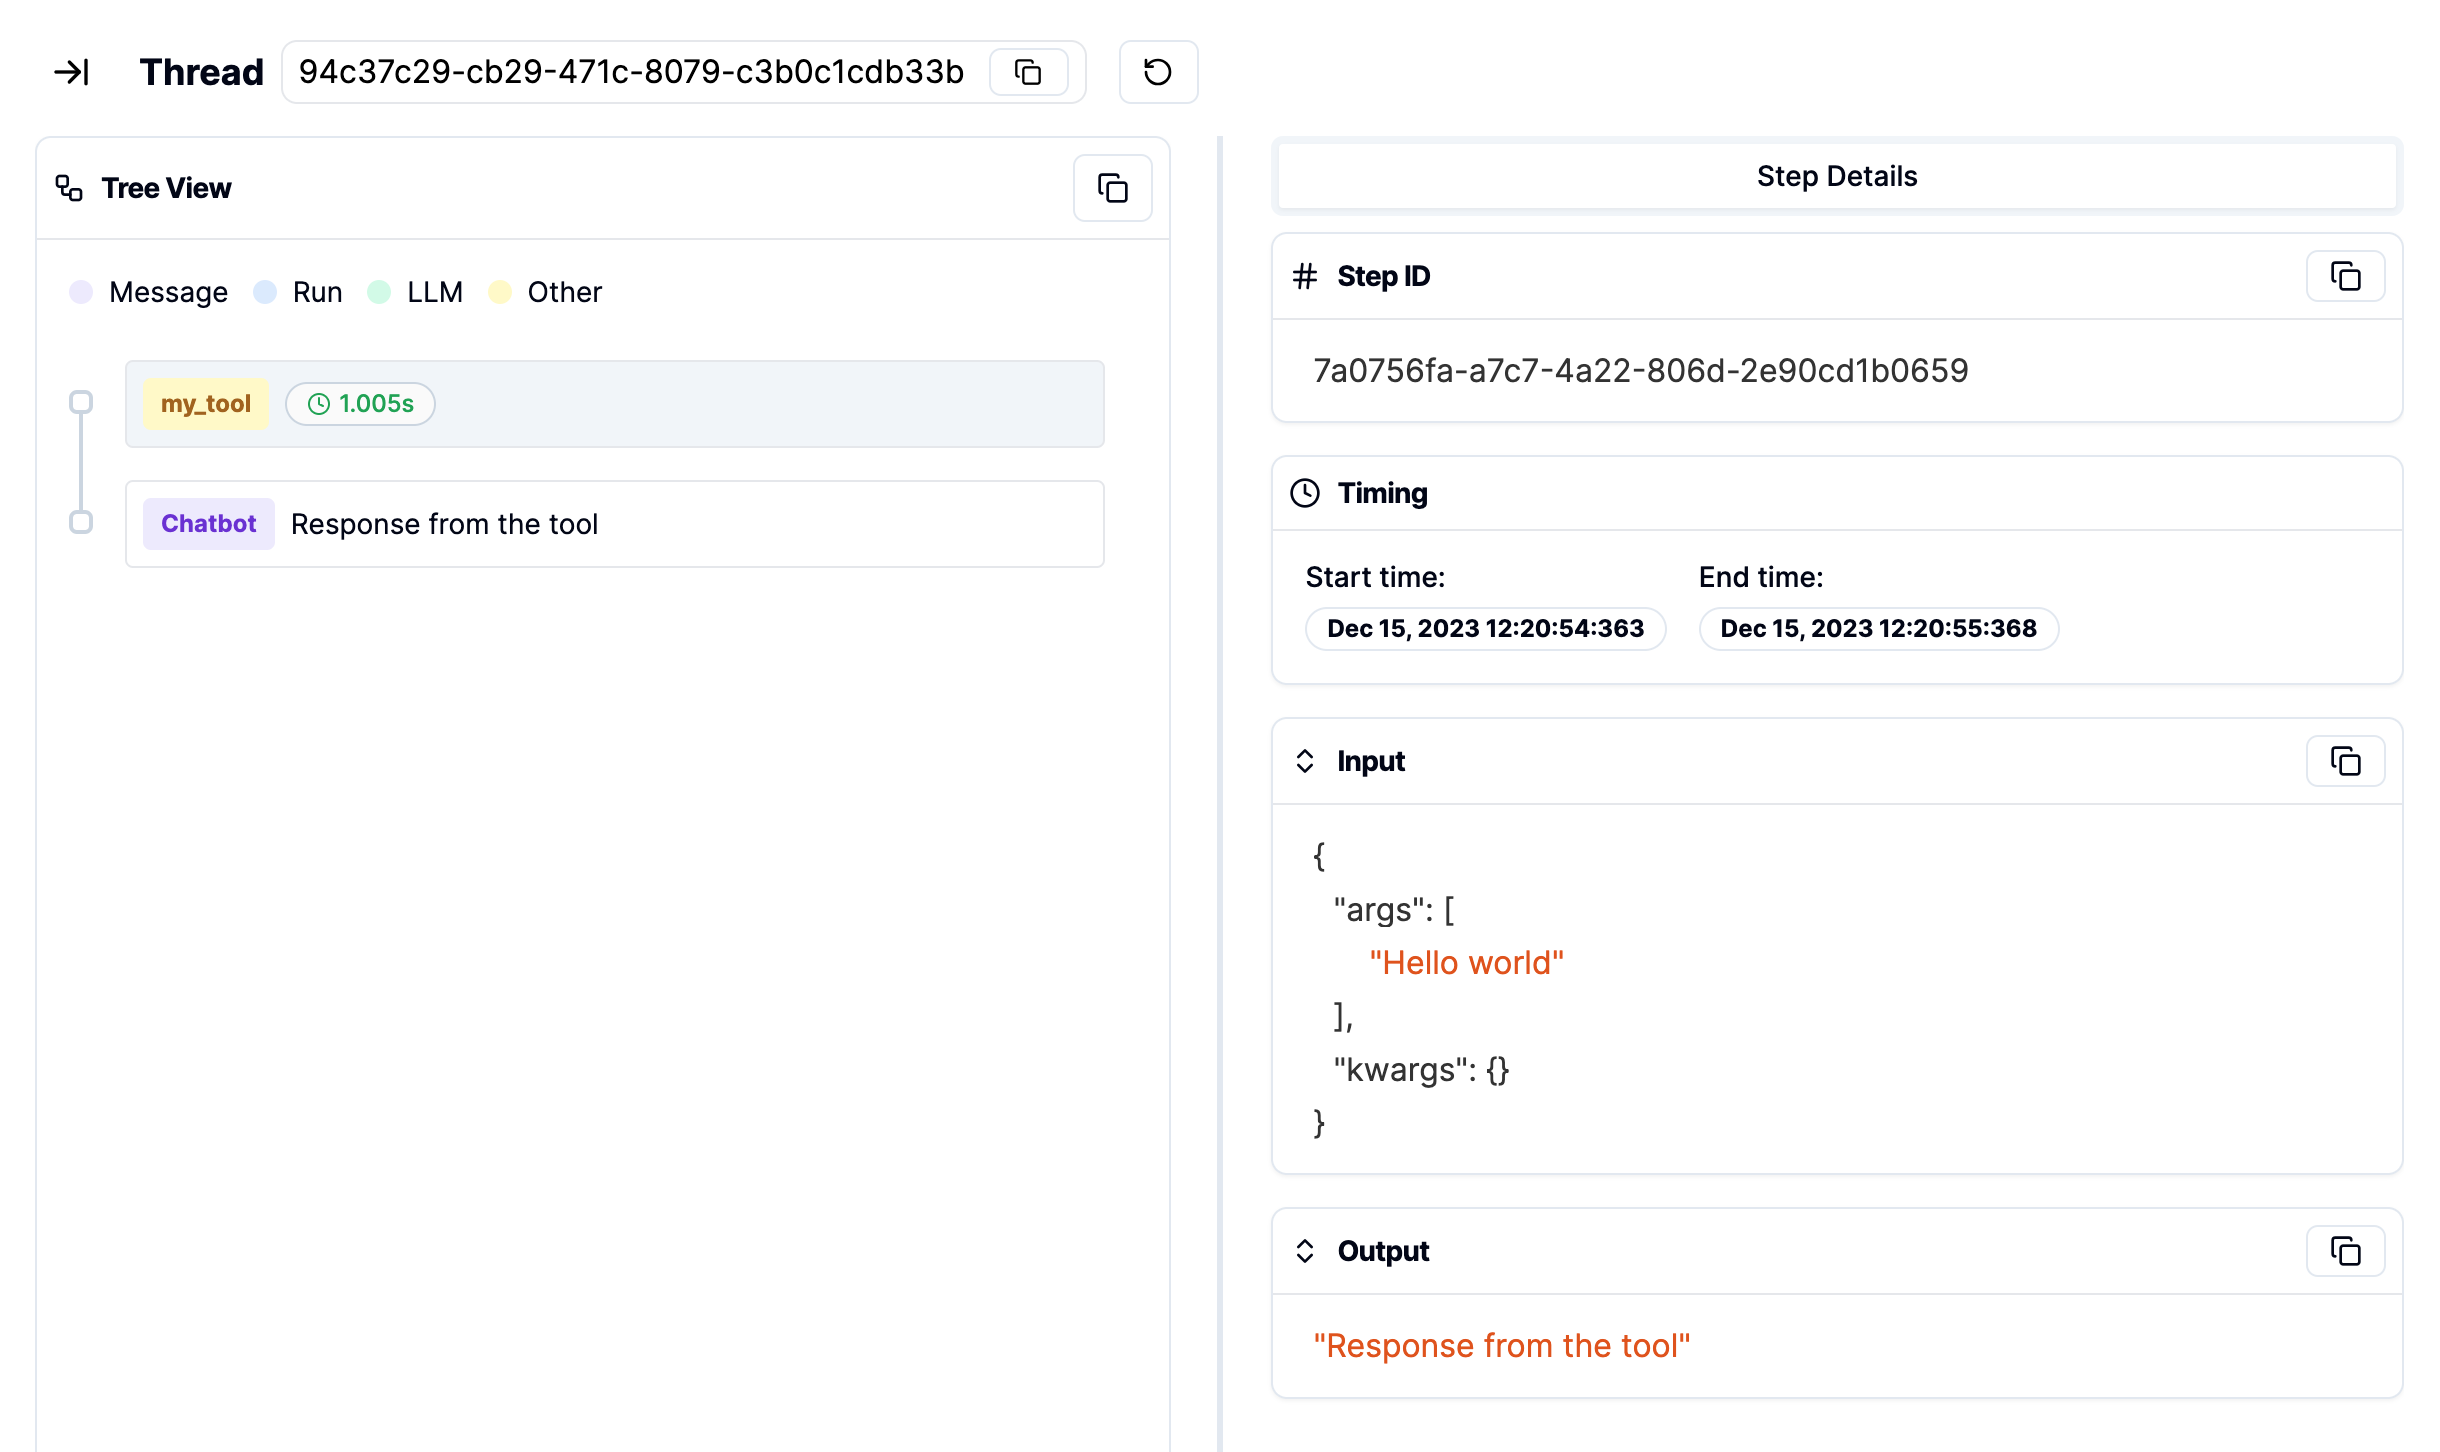 Thread 94c37c29-cb29-471c-8079-c3b0c1cdb33b
Tree View
Message Run LLM Other
my_tool 1.005s
Chatbot Response from the tool
Step Details
# Step ID
7a0756fa-a7c7-4a22-806d-2e90cd1b0659
Timing
Start time: End time:
Dec 15, 2023 12:20:54:363 Dec 15, 2023 12:20:55:368
Input
{
"args": [
"Hello world"
],
"kwargs": {}
}
Output
"Response from the tool"